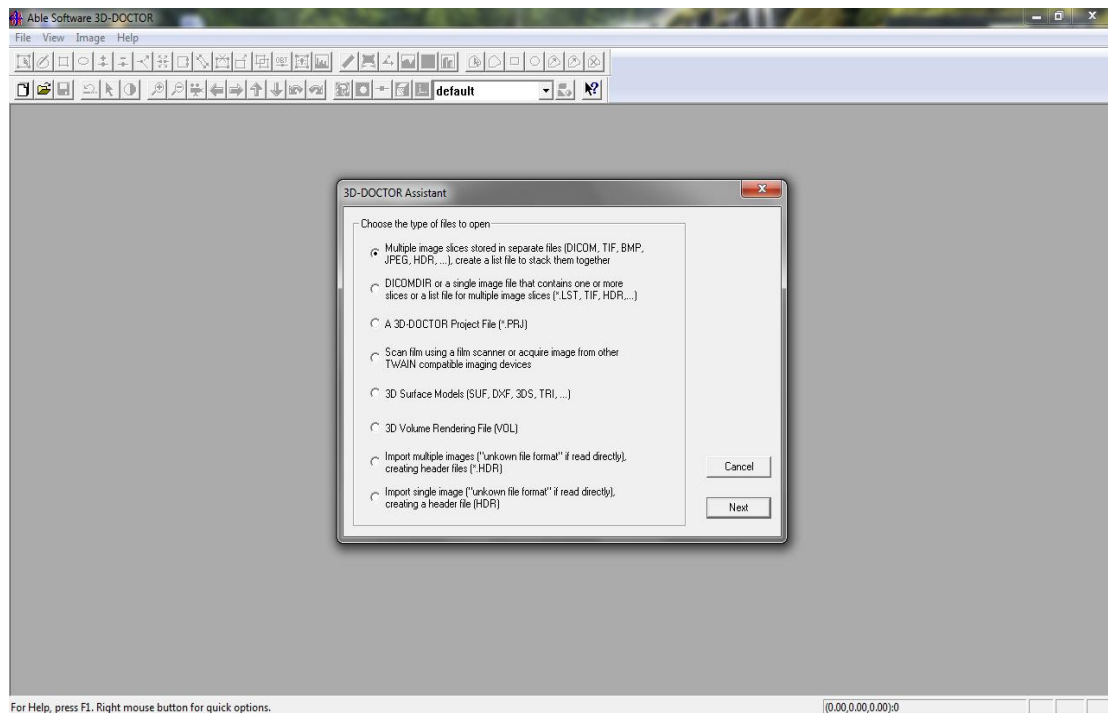 Able Software 3D-DOCTOR
File View Image Help
default
3D-DOCTOR Assistant
Choose the type of files to open
Multiple image slices stored in separate files (DICOM, TIF, BMP,
JPEG, HDR, ...), create a list file to stack them together
DICOMDIR or a single image file that contains one or more
slices or a list file for multiple image slices (*.LST, TIF, HDR,...)
A 3D-DOCTOR Project File (*.PRJ)
Scan film using a film scanner or acquire image from other
TWAIN compatible imaging devices
3D Surface Models (SUF, DXF, 3DS, TRI, ...)
3D Volume Rendering File (VOL)
Import multiple images ("unkown file format" if read directly),
creating header files (*.HDR)
Import single image ("unkown file format" if read directly),
creating a header file (HDR)
Cancel
Next
For Help, press F1. Right mouse button for quick options.
(0.00,0.00,0.00):0